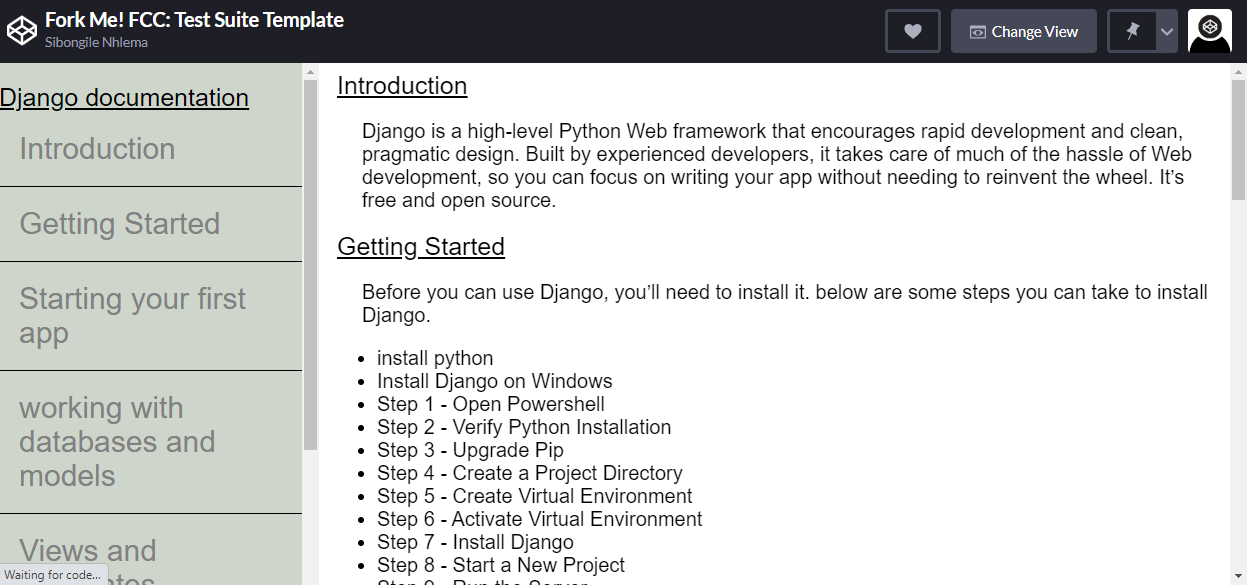 Fork Me! FCC: Test Suite Template
Sibongile Nhlema
Change View
Django documentation
Introduction
Getting Started
Starting your first
app
working with
databases and
models
Views and
Waiting for code...
Introduction
Django is a high-level Python Web framework that encourages rapid development and clean,
pragmatic design. Built by experienced developers, it takes care of much of the hassle of Web
development, so you can focus on writing your app without needing to reinvent the wheel. It’s
free and open source.
Getting Started
Before you can use Django, you’ll need to install it. below are some steps you can take to install
Django.
• install python
• Install Django on Windows
• Step 1 - Open Powershell
• Step 2 - Verify Python Installation
• Step 3 - Upgrade Pip
• Step 4 - Create a Project Directory
• Step 5 - Create Virtual Environment
• Step 6 - Activate Virtual Environment
• Step 7 - Install Django
• Step 8 - Start a New Project
• Step 9 - Run the Server